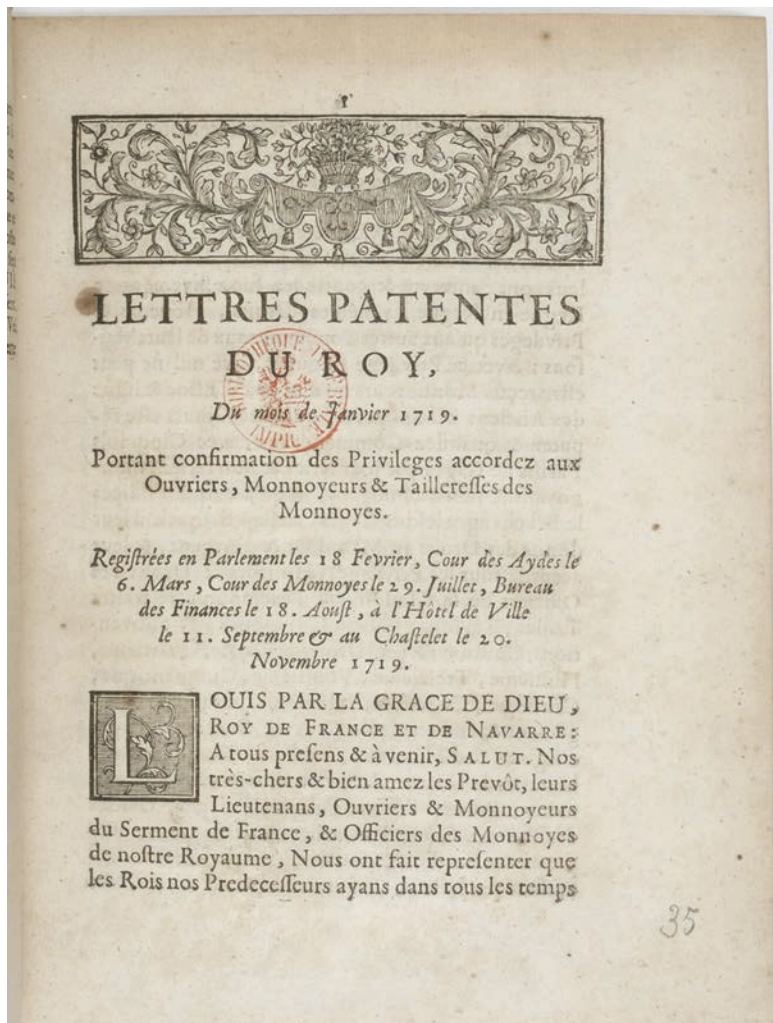 LETTRES PATENTES
DU ROY,
Du mois de Janvier 1719.
Portant confirmation des Privileges accordez aux
Ouvriers, Monnoyeurs & Tailleresses des
Monnoyes.
Registrées en Parlement les 18 Fevrier, Cour des Aydes le
6. Mars, Cour des Monnoyes le 29. Juillet, Bureau
des Finances le 18. Aoust, à l'Hôtel de Ville
le 11. Septembre & au Chastelet le 20.
Novembre 1719.
LOUIS PAR LA GRACE DE DIEU,
ROY DE FRANCE ET DE NAVARRE:
A tous presens & à venir, SALUT. Nos
très-chers & bien amez les Prevôt, leurs
Lieutenans, Ouvriers & Monnoyeurs
du Serment de France, & Officiers des Monnoyes
de nostre Royaume, Nous ont fait representer que
les Rois nos Predecesseurs ayans dans tous les temps
35